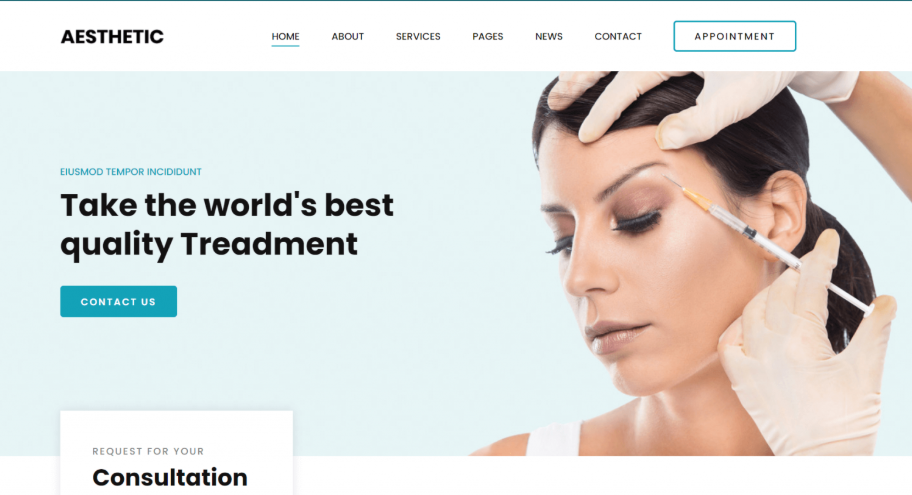 AESTHETIC
HOME ABOUT SERVICES PAGES NEWS CONTACT APPOINTMENT
EIUSMOD TEMPOR INCIDIDUNT
Take the world's best
quality Treadment
CONTACT US
REQUEST FOR YOUR
Consultation